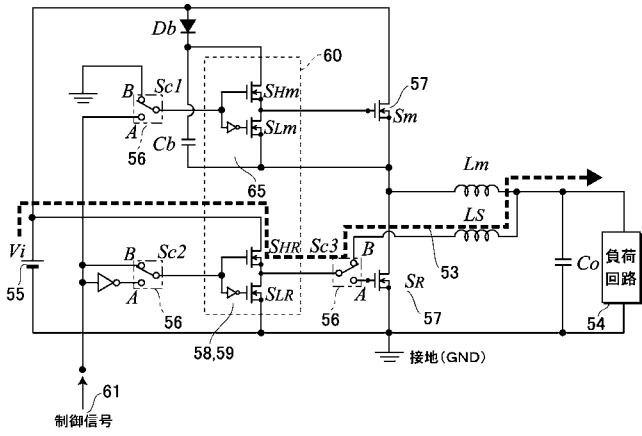 Db
60
Sc1
B
A
56
SHm
SLm
57
Sm
Cb
65
Lm
Vi
55
Sc2
B
A
56
SHR
SLR
Sc3
B
A
56
LS
53
SR
57
Co
負荷
回路
54
58,59
接地(GND)
61
制御信号